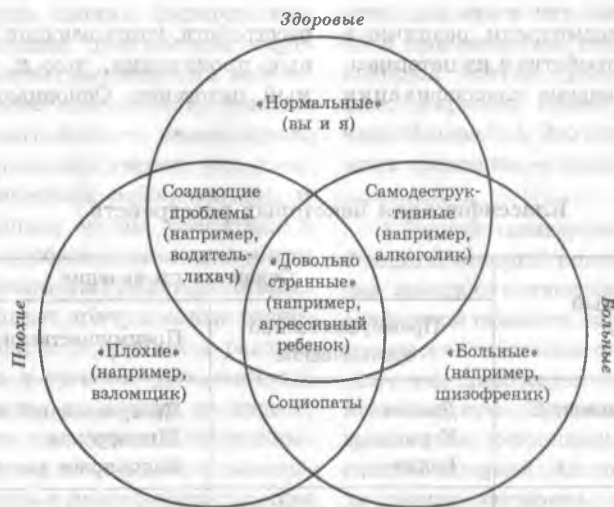 Здоровые
«Нормальные»
(вы и я)
Создающие
проблемы
(например,
водитель-
лихач)
Самодеструк-
тивные
(например,
алкоголик)
«Довольно
странные»
(например,
агрессивный
ребенок)
Плохие
Больные
«Плохие»
(например,
взломщик)
«Больные»
(например,
шизофреник)
Социопаты